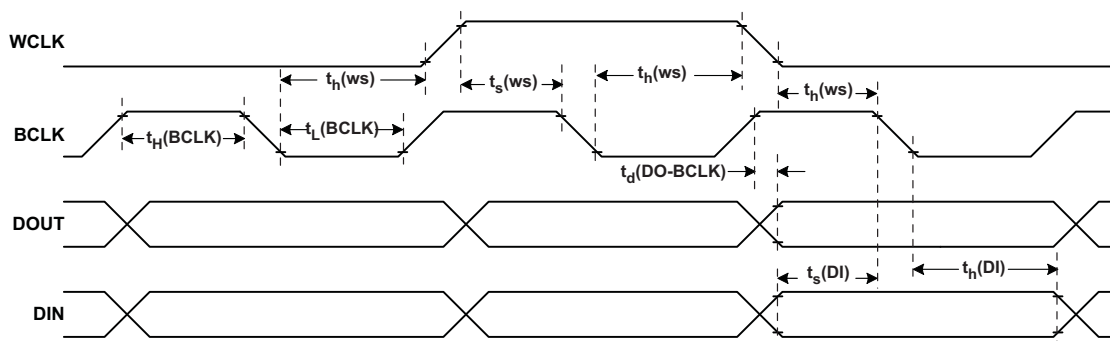 WCLK
th(ws)
ts(ws)
th(ws)
th(ws)
BCLK
tH(BCLK)
tL(BCLK)
td(DO-BCLK)
DOUT
ts(DI)
th(DI)
DIN